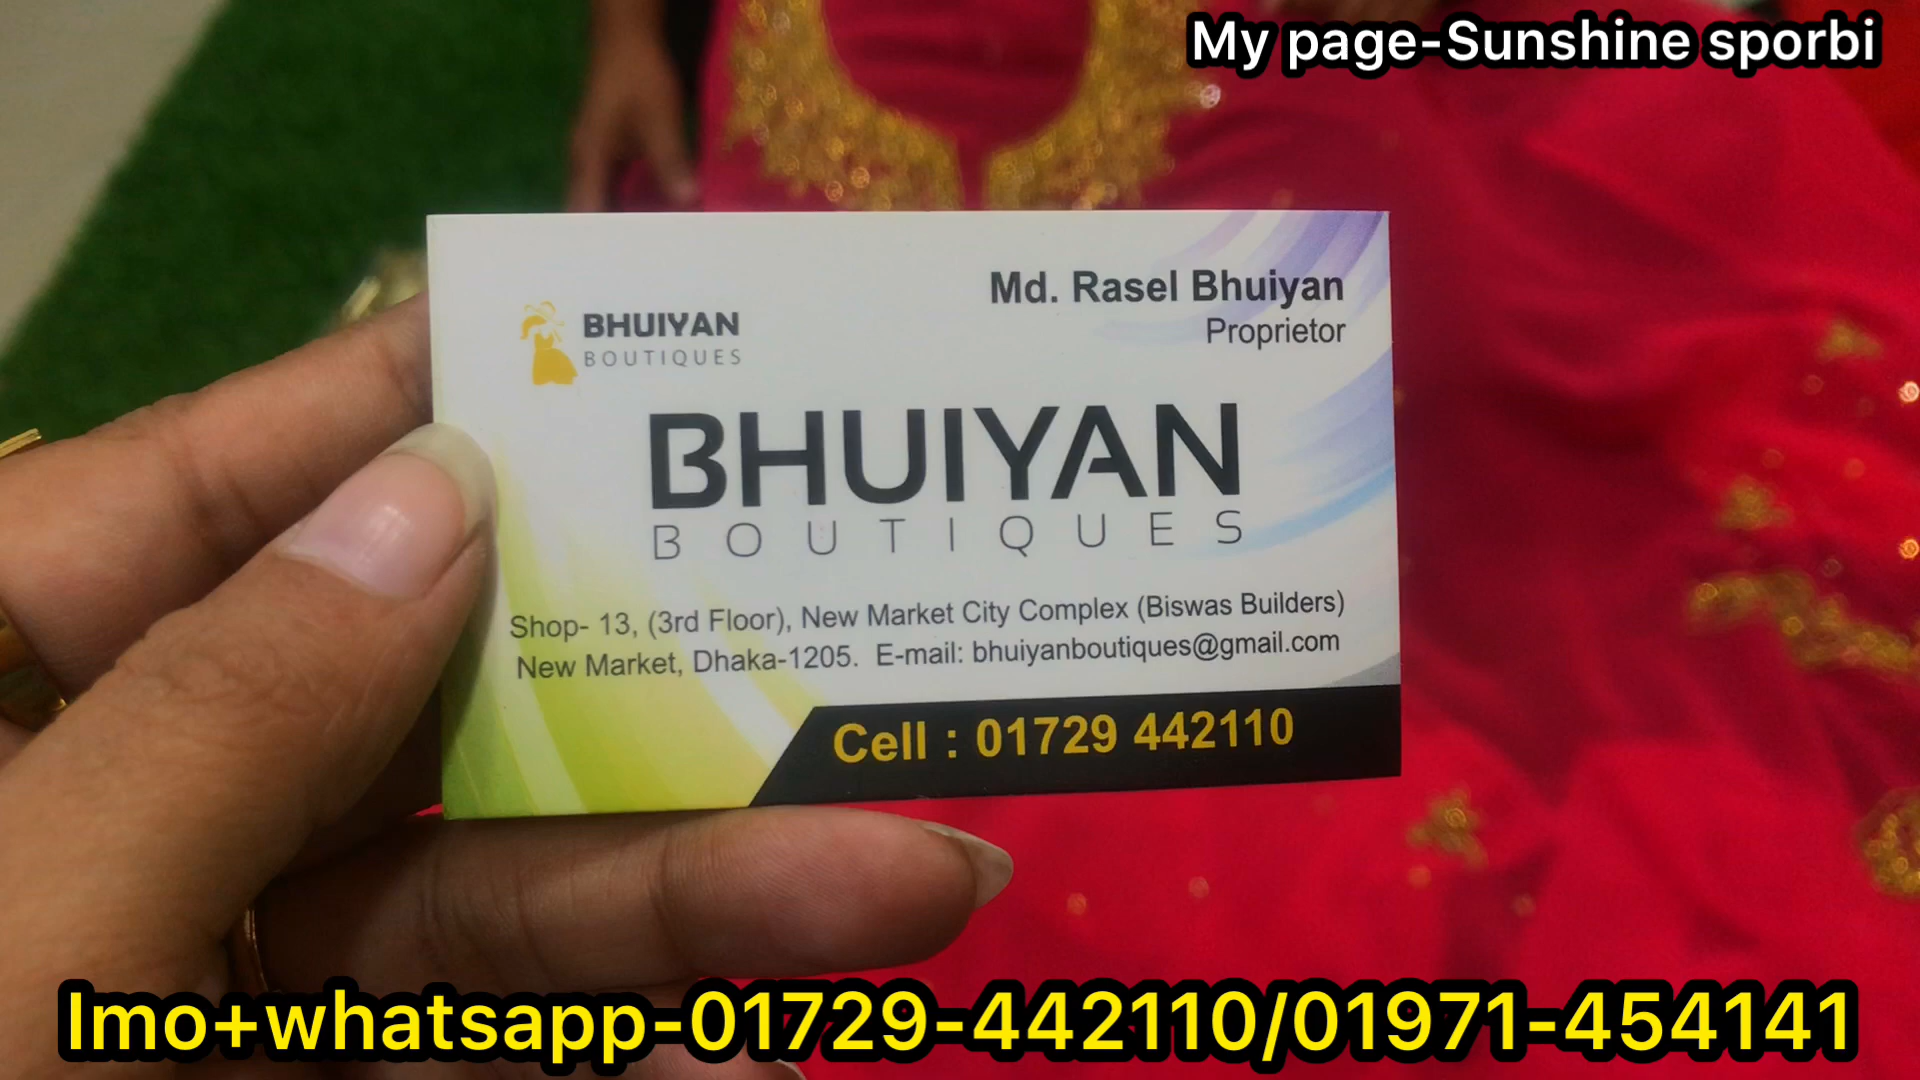 My page-Sunshine sporbi
BHUIYAN
BOUTIQUES
Md. Rasel Bhuiyan
Proprietor
BHUIYAN
BOUTIQUES
Shop- 13, (3rd Floor), New Market City Complex (Biswas Builders)
New Market, Dhaka-1205. E-mail: bhuiyanboutiques@gmail.com
Cell : 01729 442110
Imo+whatsapp-01729-442110/01971-454141